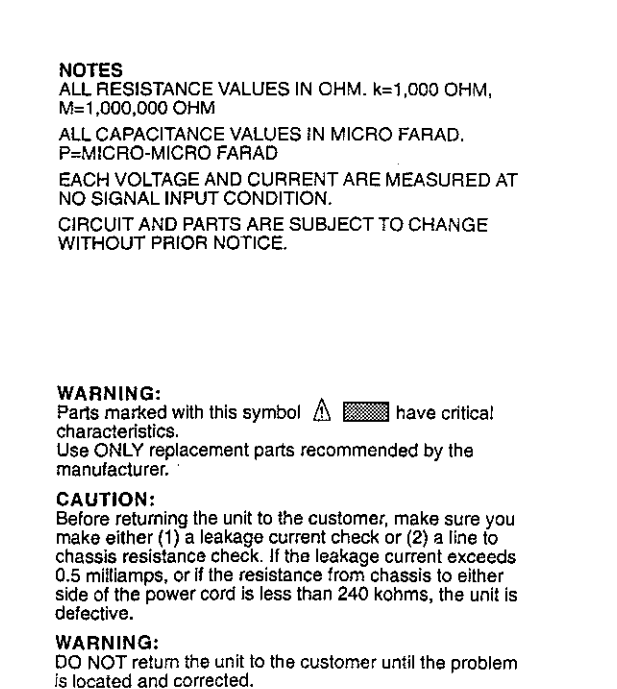 NOTES
ALL RESISTANCE VALUES IN OHM. k=1,000 OHM,
M=1,000,000 OHM
ALL CAPACITANCE VALUES IN MICRO FARAD.
P=MICRO-MICRO FARAD
EACH VOLTAGE AND CURRENT ARE MEASURED AT
NO SIGNAL INPUT CONDITION.
CIRCUIT AND PARTS ARE SUBJECT TO CHANGE
WITHOUT PRIOR NOTICE.
WARNING:
Parts marked with this symbol ⚠ have critical
characteristics.
Use ONLY replacement parts recommended by the
manufacturer.
CAUTION:
Before returning the unit to the customer, make sure you
make either (1) a leakage current check or (2) a line to
chassis resistance check. If the leakage current exceeds
0.5 milliamps, or if the resistance from chassis to either
side of the power cord is less than 240 kohms, the unit is
defective.
WARNING:
DO NOT return the unit to the customer until the problem
is located and corrected.